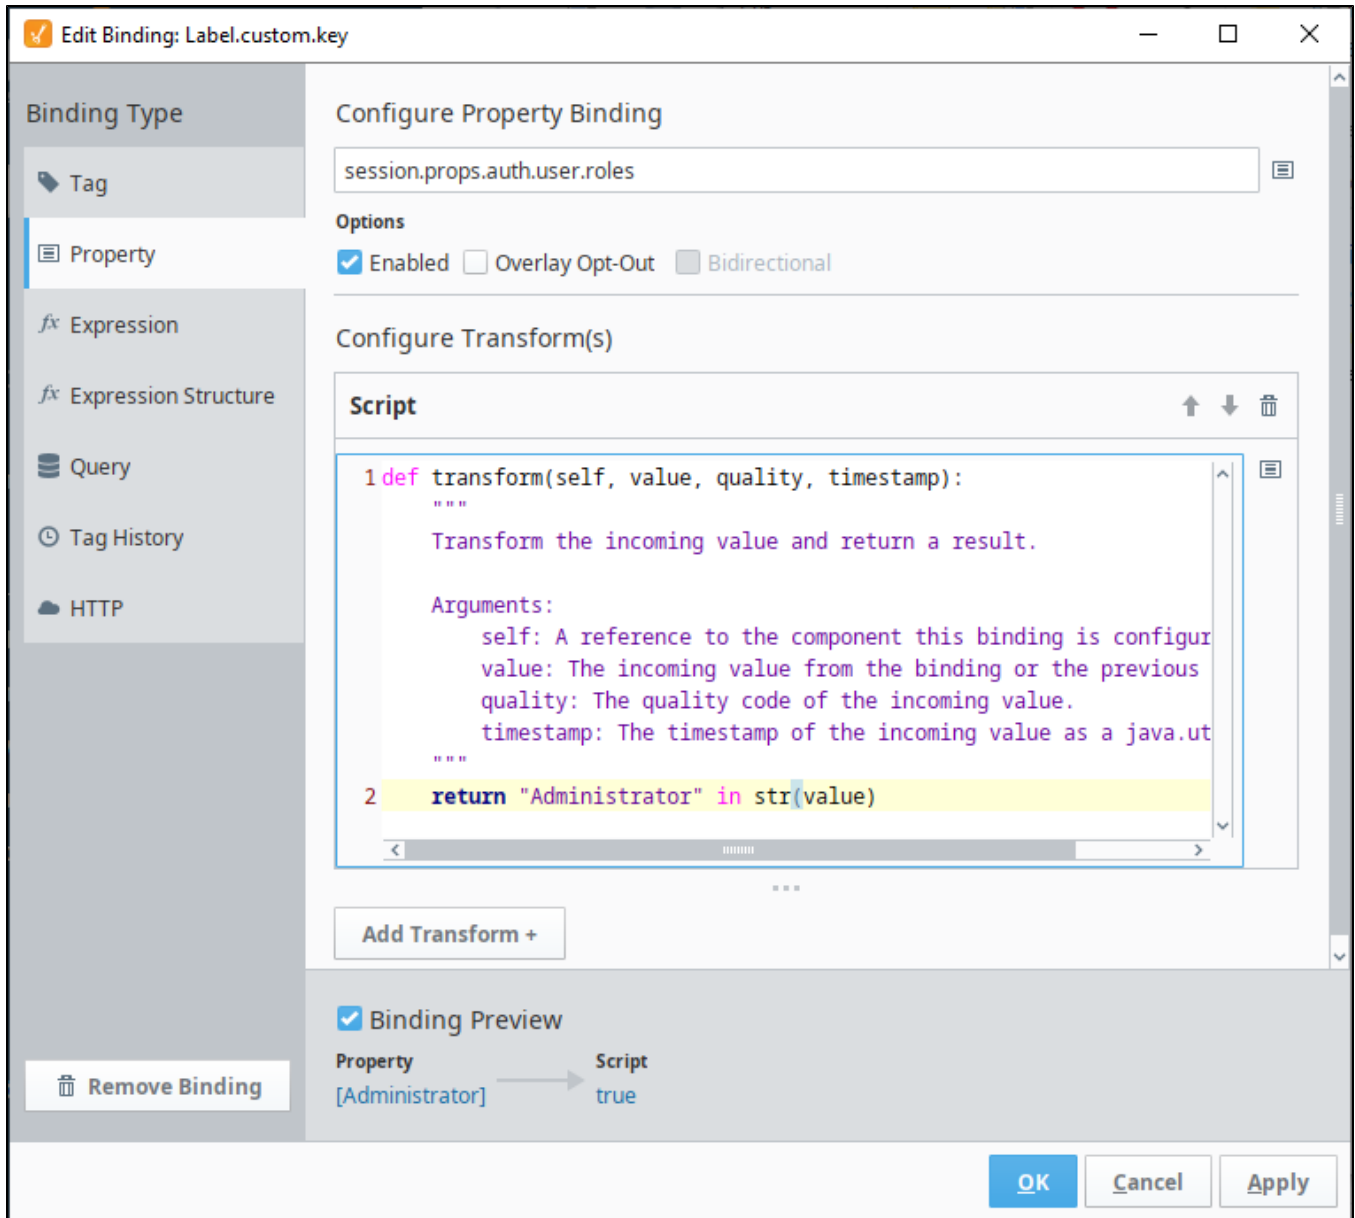 Edit Binding: Label.custom.key
Binding Type
Tag
Property
Expression
Expression Structure
Query
Tag History
HTTP
Remove Binding
Configure Property Binding
session.props.auth.user.roles
Options
Enabled Overlay Opt-Out Bidirectional
Configure Transform(s)
Script
1 def transform(self, value, quality, timestamp):
"""
Transform the incoming value and return a result.
Arguments:
self: A reference to the component this binding is configur
value: The incoming value from the binding or the previous
quality: The quality code of the incoming value.
timestamp: The timestamp of the incoming value as a java.ut
"""
2 return "Administrator" in str(value)
Add Transform +
Binding Preview
Property Script
[Administrator] true
OK Cancel Apply